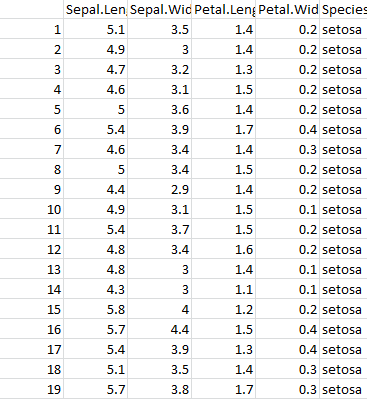 Sepal.Len Sepal.Wid Petal.Leng Petal.Wid Species
1 5.1 3.5 1.4 0.2 setosa
2 4.9 3 1.4 0.2 setosa
3 4.7 3.2 1.3 0.2 setosa
4 4.6 3.1 1.5 0.2 setosa
5 5 3.6 1.4 0.2 setosa
6 5.4 3.9 1.7 0.4 setosa
7 4.6 3.4 1.4 0.3 setosa
8 5 3.4 1.5 0.2 setosa
9 4.4 2.9 1.4 0.2 setosa
10 4.9 3.1 1.5 0.1 setosa
11 5.4 3.7 1.5 0.2 setosa
12 4.8 3.4 1.6 0.2 setosa
13 4.8 3 1.4 0.1 setosa
14 4.3 3 1.1 0.1 setosa
15 5.8 4 1.2 0.2 setosa
16 5.7 4.4 1.5 0.4 setosa
17 5.4 3.9 1.3 0.4 setosa
18 5.1 3.5 1.4 0.3 setosa
19 5.7 3.8 1.7 0.3 setosa